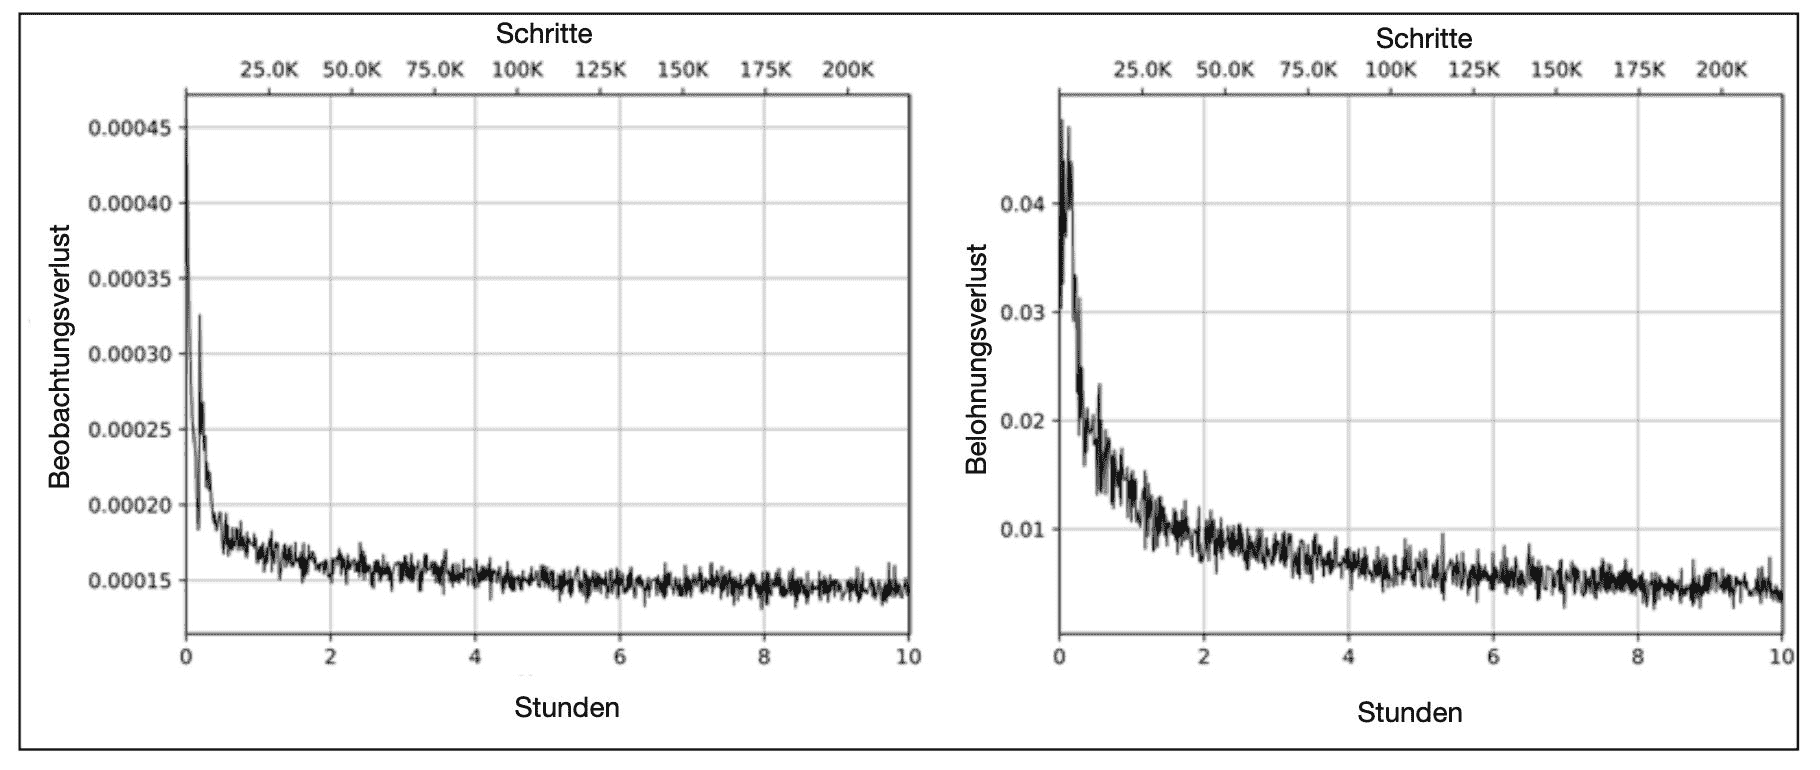 Schritte
25.0K 50.0K 75.0K 100K 125K 150K 175K 200K
0.00045
0.00040
0.00035
0.00030
0.00025
0.00020
0.00015
Beobachtungsverlust
0 2 4 6 8 10
Stunden
Schritte
25.0K 50.0K 75.0K 100K 125K 150K 175K 200K
0.04
0.03
0.02
0.01
Belohnungsverlust
0 2 4 6 8 10
Stunden